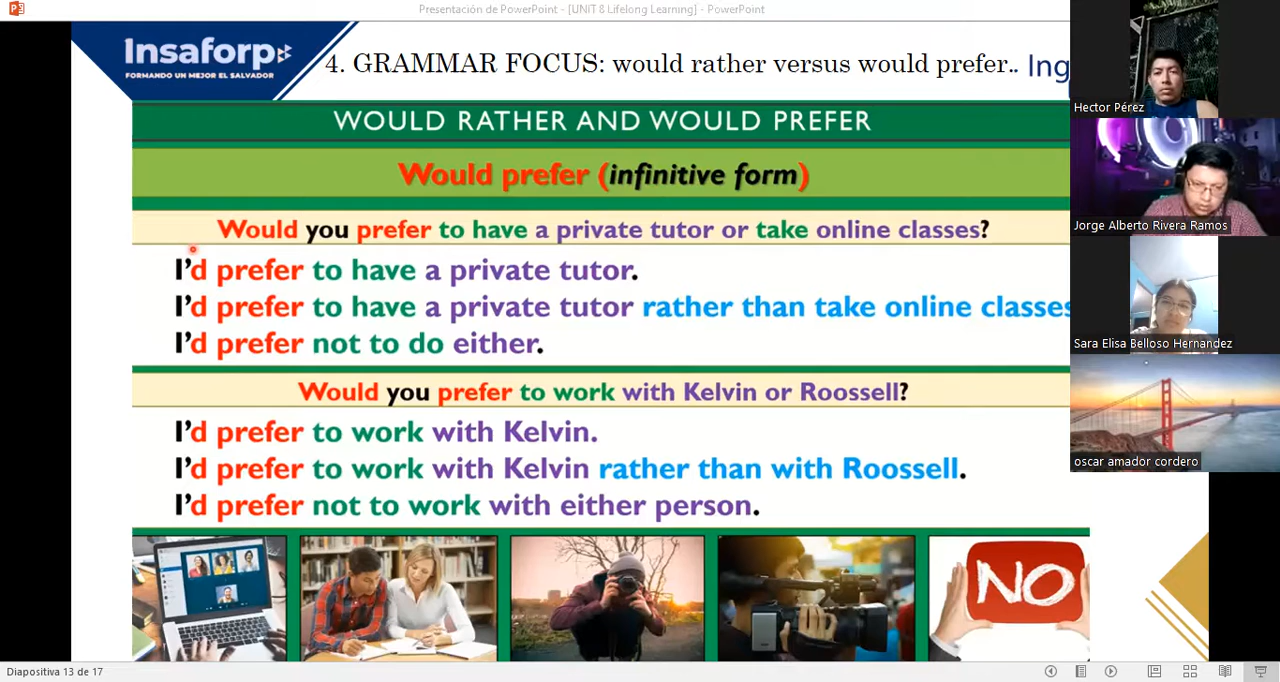 Presentación de PowerPoint - [UNIT 8 Lifelong Learning] - PowerPoint
Insaforp
FORMANDO UN MEJOR EL SALVADOR
4. GRAMMAR FOCUS: would rather versus would prefer.. Ing
WOULD RATHER AND WOULD PREFER
Would prefer (infinitive form)
Would you prefer to have a private tutor or take online classes?
I'd prefer to have a private tutor.
I'd prefer to have a private tutor rather than take online classes
I'd prefer not to do either.
Would you prefer to work with Kelvin or Roossell?
I'd prefer to work with Kelvin.
I'd prefer to work with Kelvin rather than with Roossell.
I'd prefer not to work with either person.
NO
Hector Pérez
Jorge Alberto Rivera Ramos
Sara Elisa Belloso Hernandez
oscar amador cordero
Diapositiva 13 de 17